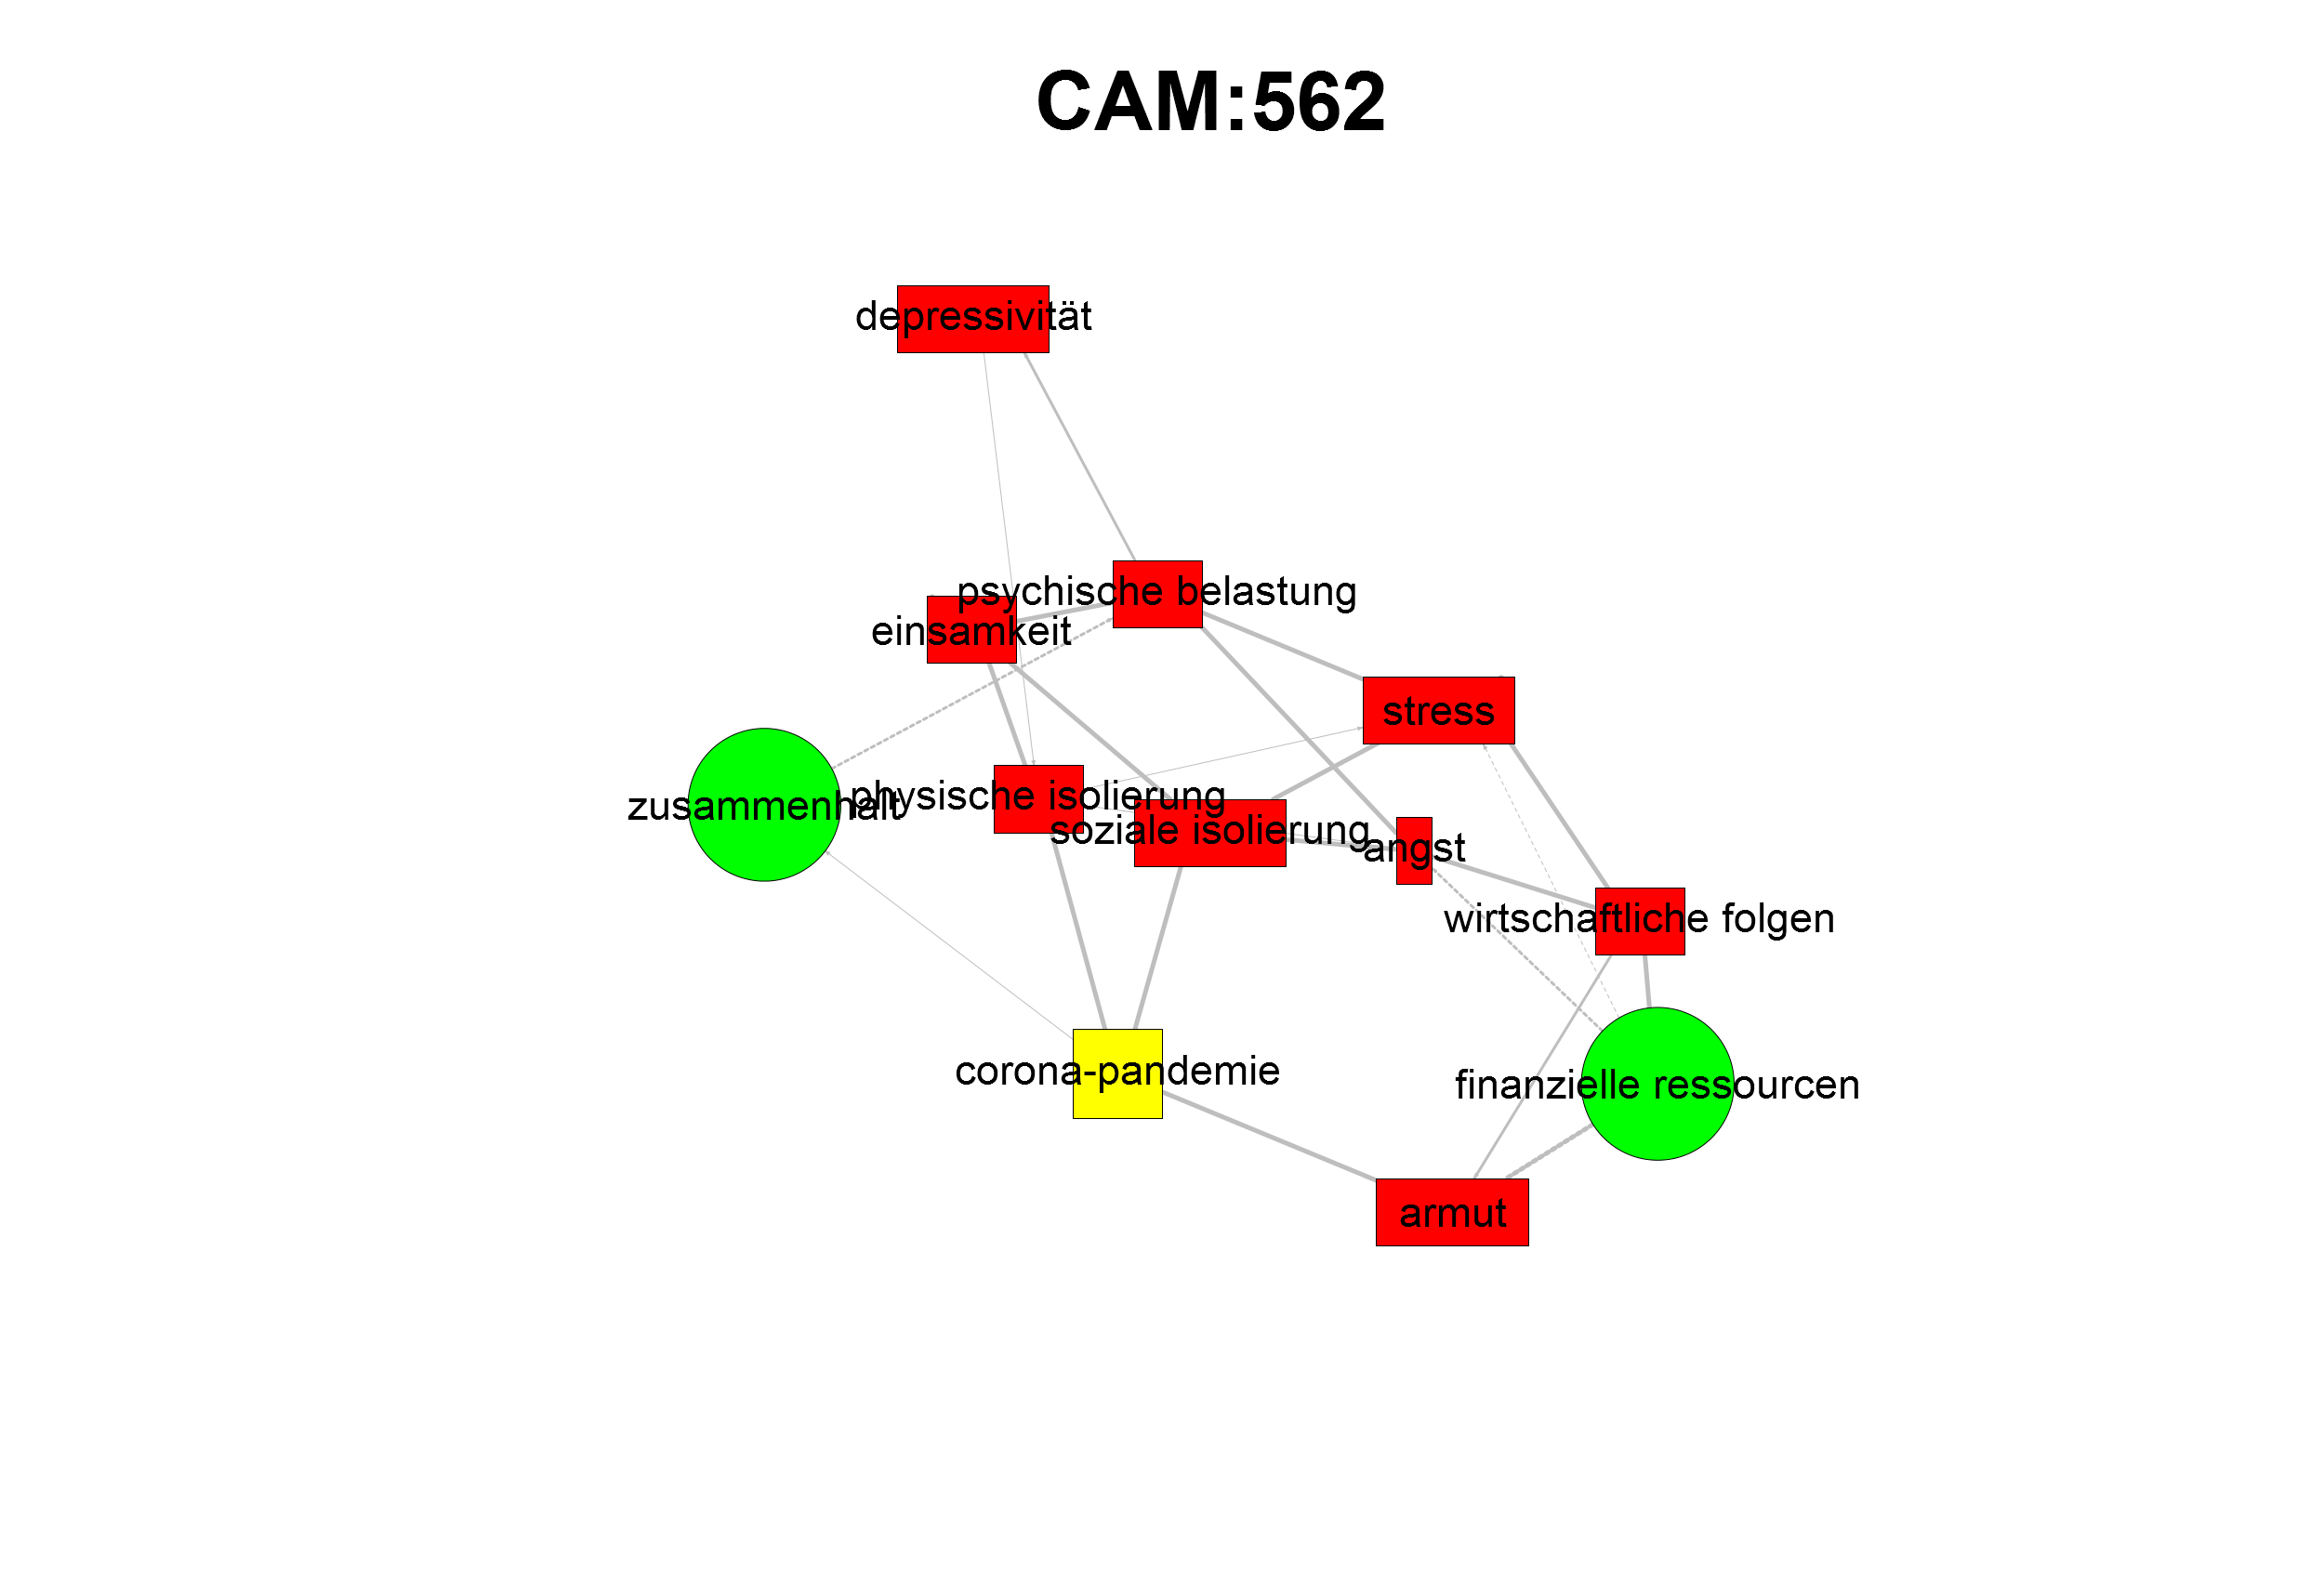 CAM:562
depressivität
psychische belastung
einsamkeit
stress
physische isolierung
zusammenhalt
soziale isolierung
angst
wirtschaftliche folgen
corona-pandemie
finanzielle ressourcen
armut